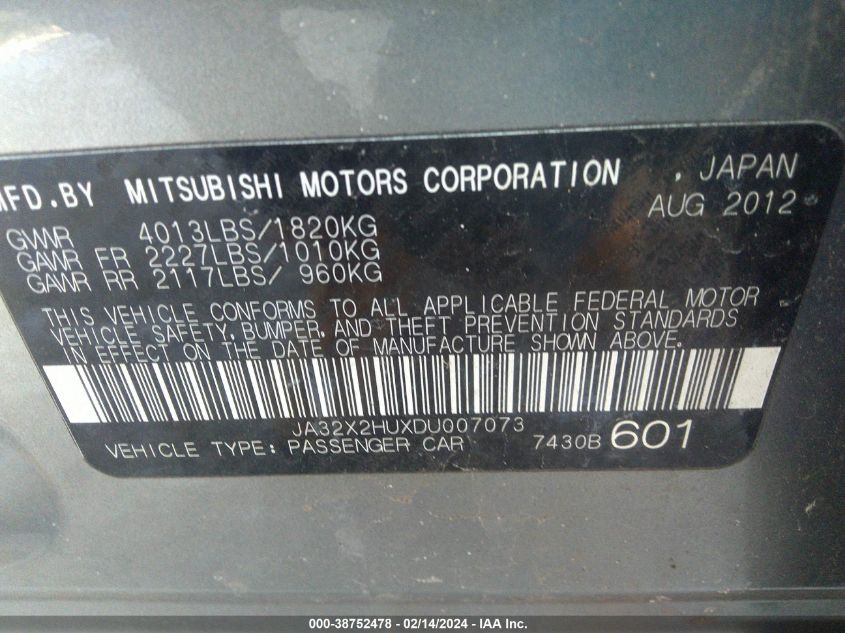 MFD.BY MITSUBISHI MOTORS CORPORATION , JAPAN
AUG 2012
GVWR 4013LBS/1820KG
GAWR FR 2227LBS/1010KG
GAWR RR 2117LBS/ 960KG
THIS VEHICLE CONFORMS TO ALL APPLICABLE FEDERAL MOTOR
VEHICLE SAFETY, BUMPER, AND THEFT PREVENTION STANDARDS
IN EFFECT ON THE DATE OF MANUFACTURE SHOWN ABOVE.
JA32X2HUXDU007073
VEHICLE TYPE: PASSENGER CAR 7430B 601
000-38752478 - 02/14/2024 - IAA Inc.